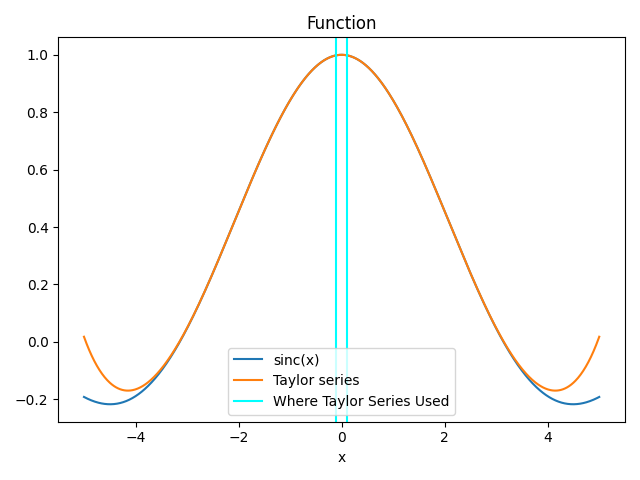 Function
1.0
0.8
0.6
0.4
0.2
0.0
−0.2
sinc(x)
Taylor series
Where Taylor Series Used
−4
−2
0
2
4
x